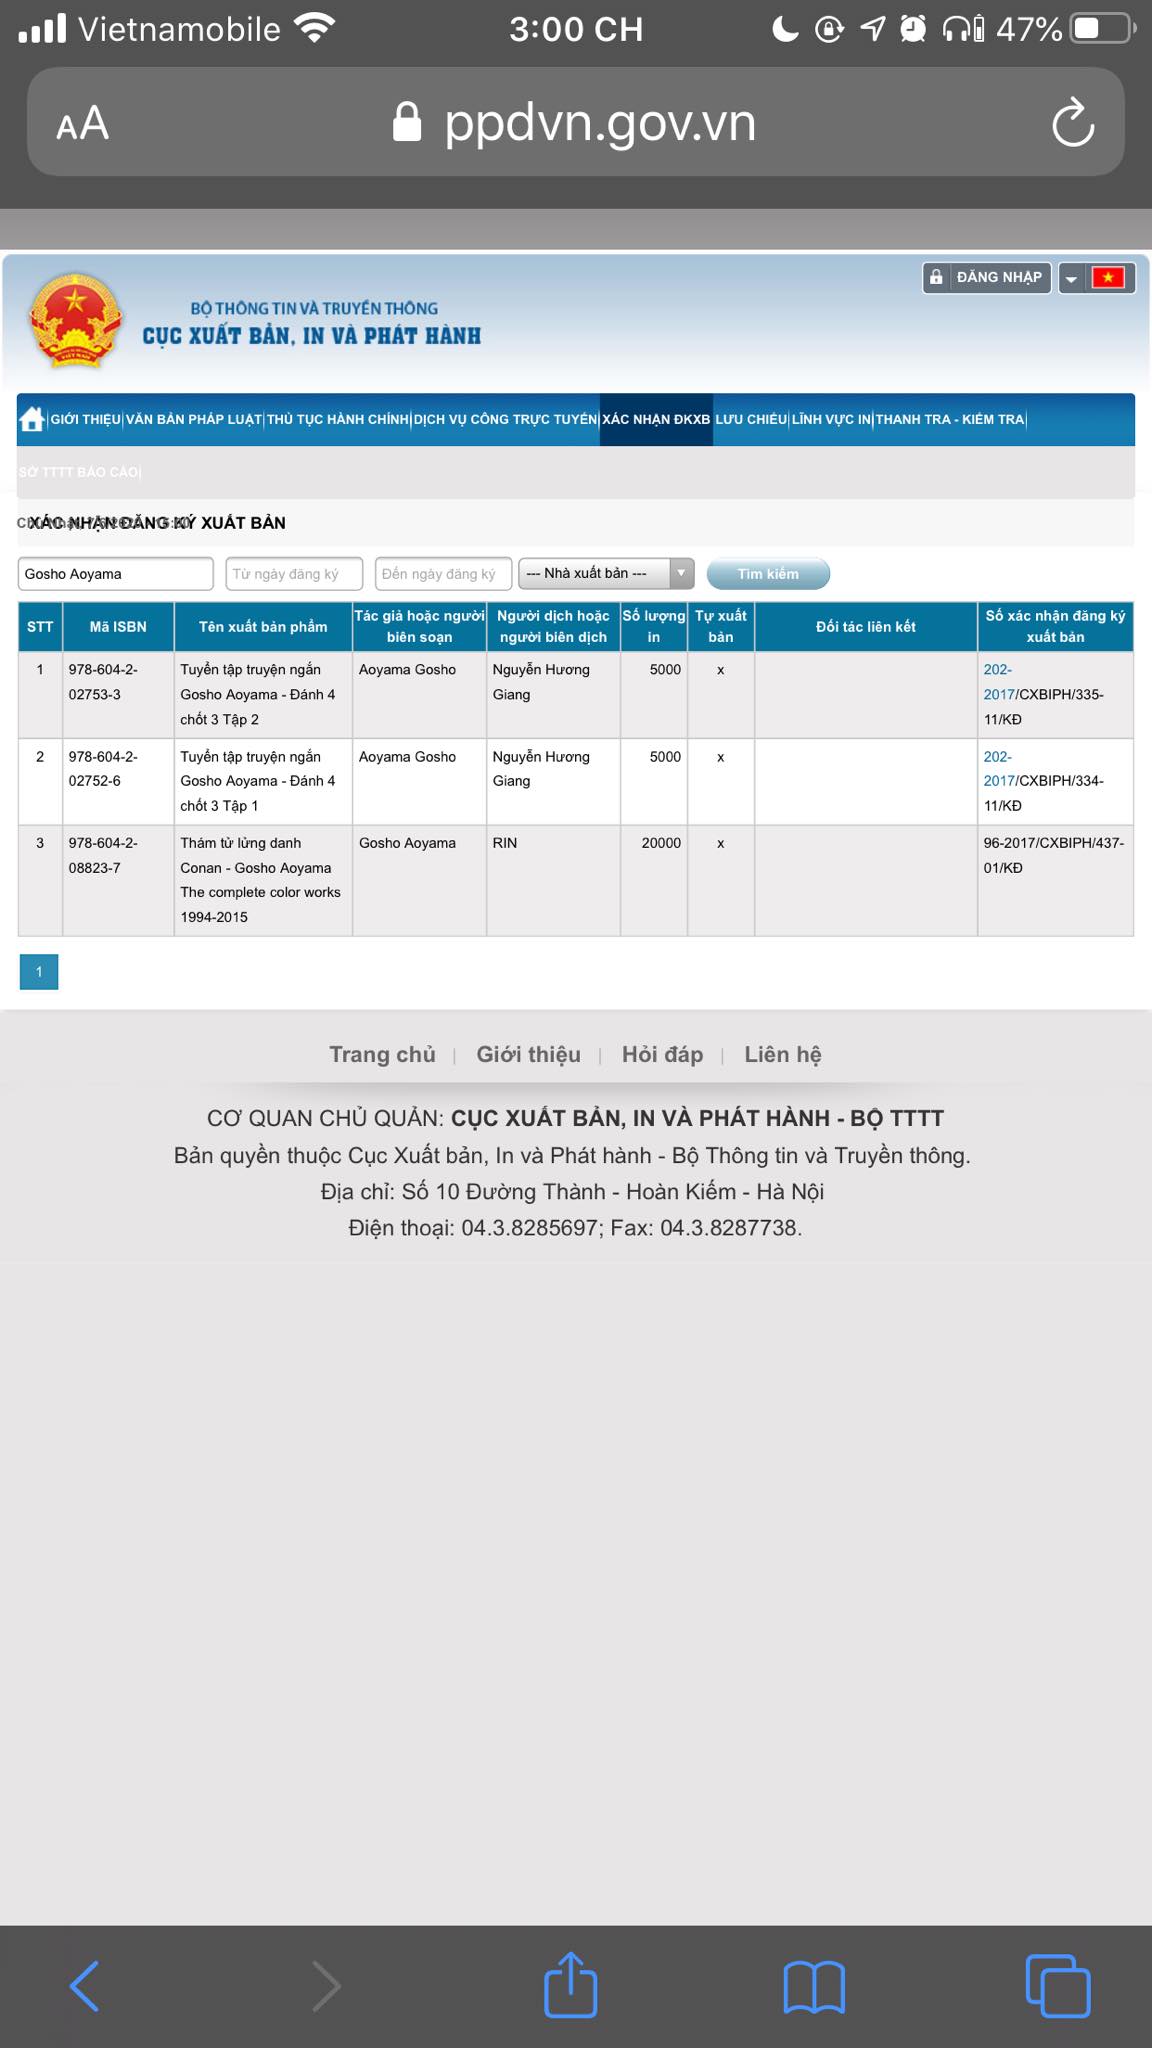 Vietnamobile 3:00 CH 47%
AA ppdvn.gov.vn
ĐĂNG NHẬP
BỘ THÔNG TIN VÀ TRUYỀN THÔNG
CỤC XUẤT BẢN, IN VÀ PHÁT HÀNH
VIỆT NAM
GIỚI THIỆU VĂN BẢN PHÁP LUẬT THỦ TỤC HÀNH CHÍNH DỊCH VỤ CÔNG TRỰC TUYẾN XÁC NHẬN ĐKXB LƯU CHIỂU LĨNH VỰC IN THANH TRA - KIỂM TRA
SỞ TTTT BÁO CÁO
XÁC NHẬN ĐĂNG KÝ XUẤT BẢN
Gosho Aoyama Từ ngày đăng ký Đến ngày đăng ký --- Nhà xuất bản --- Tìm kiếm
STT Mã ISBN Tên xuất bản phẩm Tác giả hoặc người biên soạn Người dịch hoặc người biên dịch Số lượng in Tự xuất bản Đối tác liên kết Số xác nhận đăng ký xuất bản
1 978-604-2- Tuyển tập truyện ngắn Aoyama Gosho Nguyễn Hương 5000 x 202-
02753-3 Gosho Aoyama - Đánh 4 Giang 2017/CXBIPH/335-
chốt 3 Tập 2 11/KĐ
2 978-604-2- Tuyển tập truyện ngắn Aoyama Gosho Nguyễn Hương 5000 x 202-
02752-6 Gosho Aoyama - Đánh 4 Giang 2017/CXBIPH/334-
chốt 3 Tập 1 11/KĐ
3 978-604-2- Thám tử lừng danh Gosho Aoyama RIN 20000 x 96-2017/CXBIPH/437-
08823-7 Conan - Gosho Aoyama 01/KĐ
The complete color works
1994-2015
1
Trang chủ | Giới thiệu | Hỏi đáp | Liên hệ
CƠ QUAN CHỦ QUẢN: CỤC XUẤT BẢN, IN VÀ PHÁT HÀNH - BỘ TTTT
Bản quyền thuộc Cục Xuất bản, In và Phát hành - Bộ Thông tin và Truyền thông.
Địa chỉ: Số 10 Đường Thành - Hoàn Kiếm - Hà Nội
Điện thoại: 04.3.8285697; Fax: 04.3.8287738.